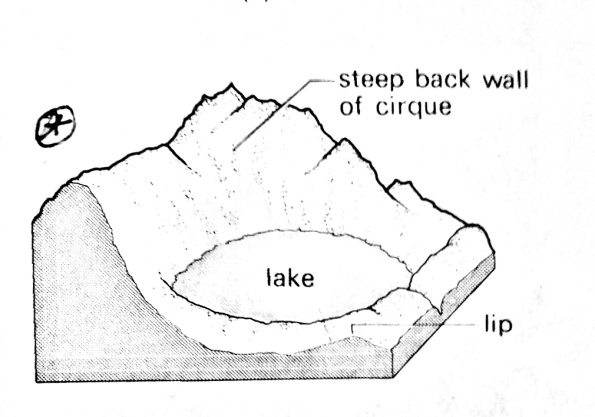 steep back wall
of cirque
lake
lip